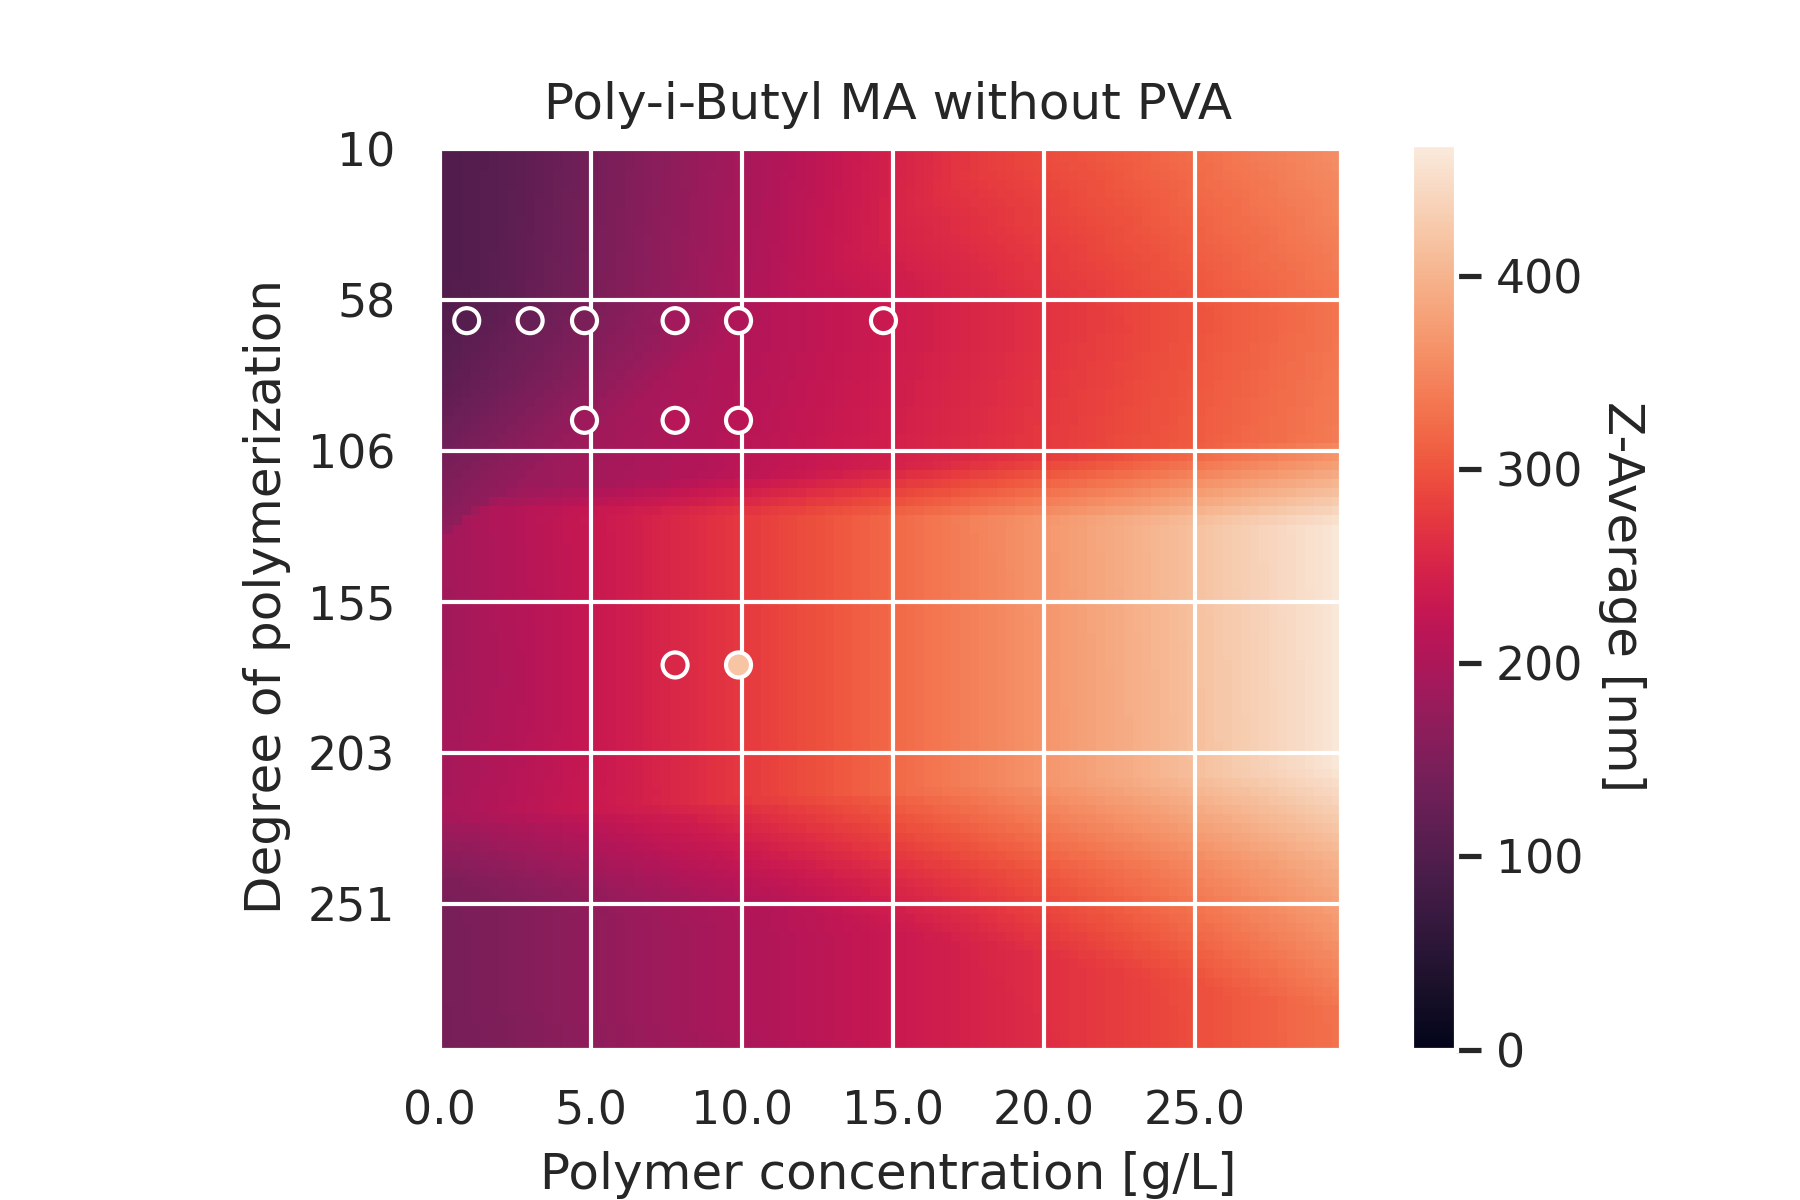 Poly-i-Butyl MA without PVA
Degree of polymerization
10
58
106
155
203
251
0.0 5.0 10.0 15.0 20.0 25.0
Polymer concentration [g/L]
400
300
200
100
0
Z-Average [nm]